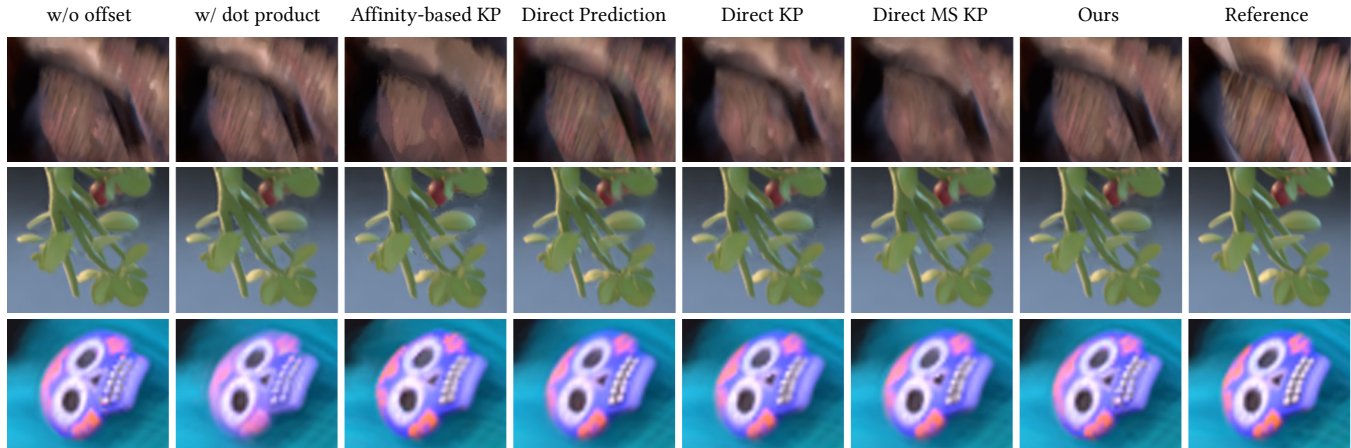 w/o offset w/ dot product Affinity-based KP Direct Prediction Direct KP Direct MS KP Ours Reference